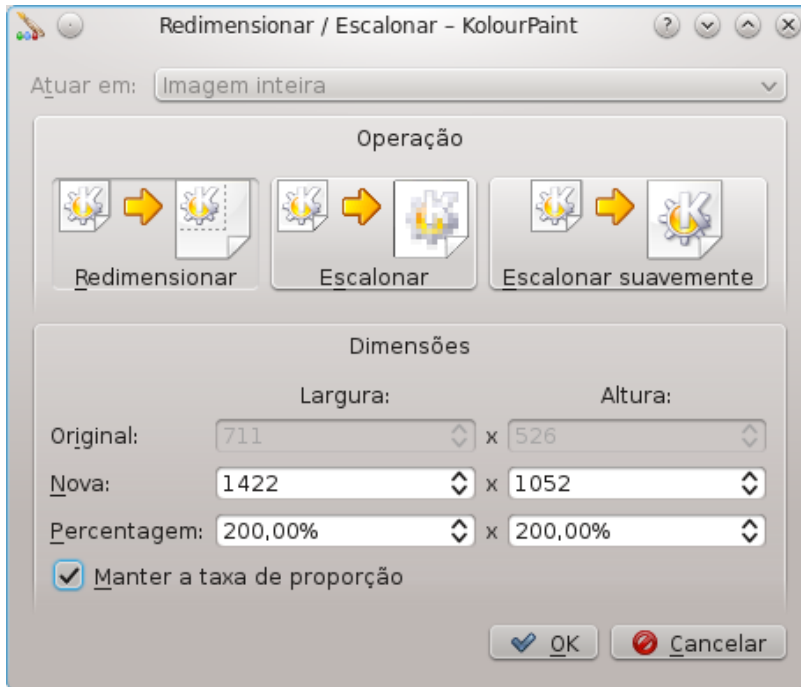 Redimensionar / Escalonar – KolourPaint
Atuar em: Imagem inteira
Operação
Redimensionar Escalonar Escalonar suavemente
Dimensões
Largura: Altura:
Original: 711 x 526
Nova: 1422 x 1052
Percentagem: 200,00% x 200,00%
Manter a taxa de proporção
OK Cancelar